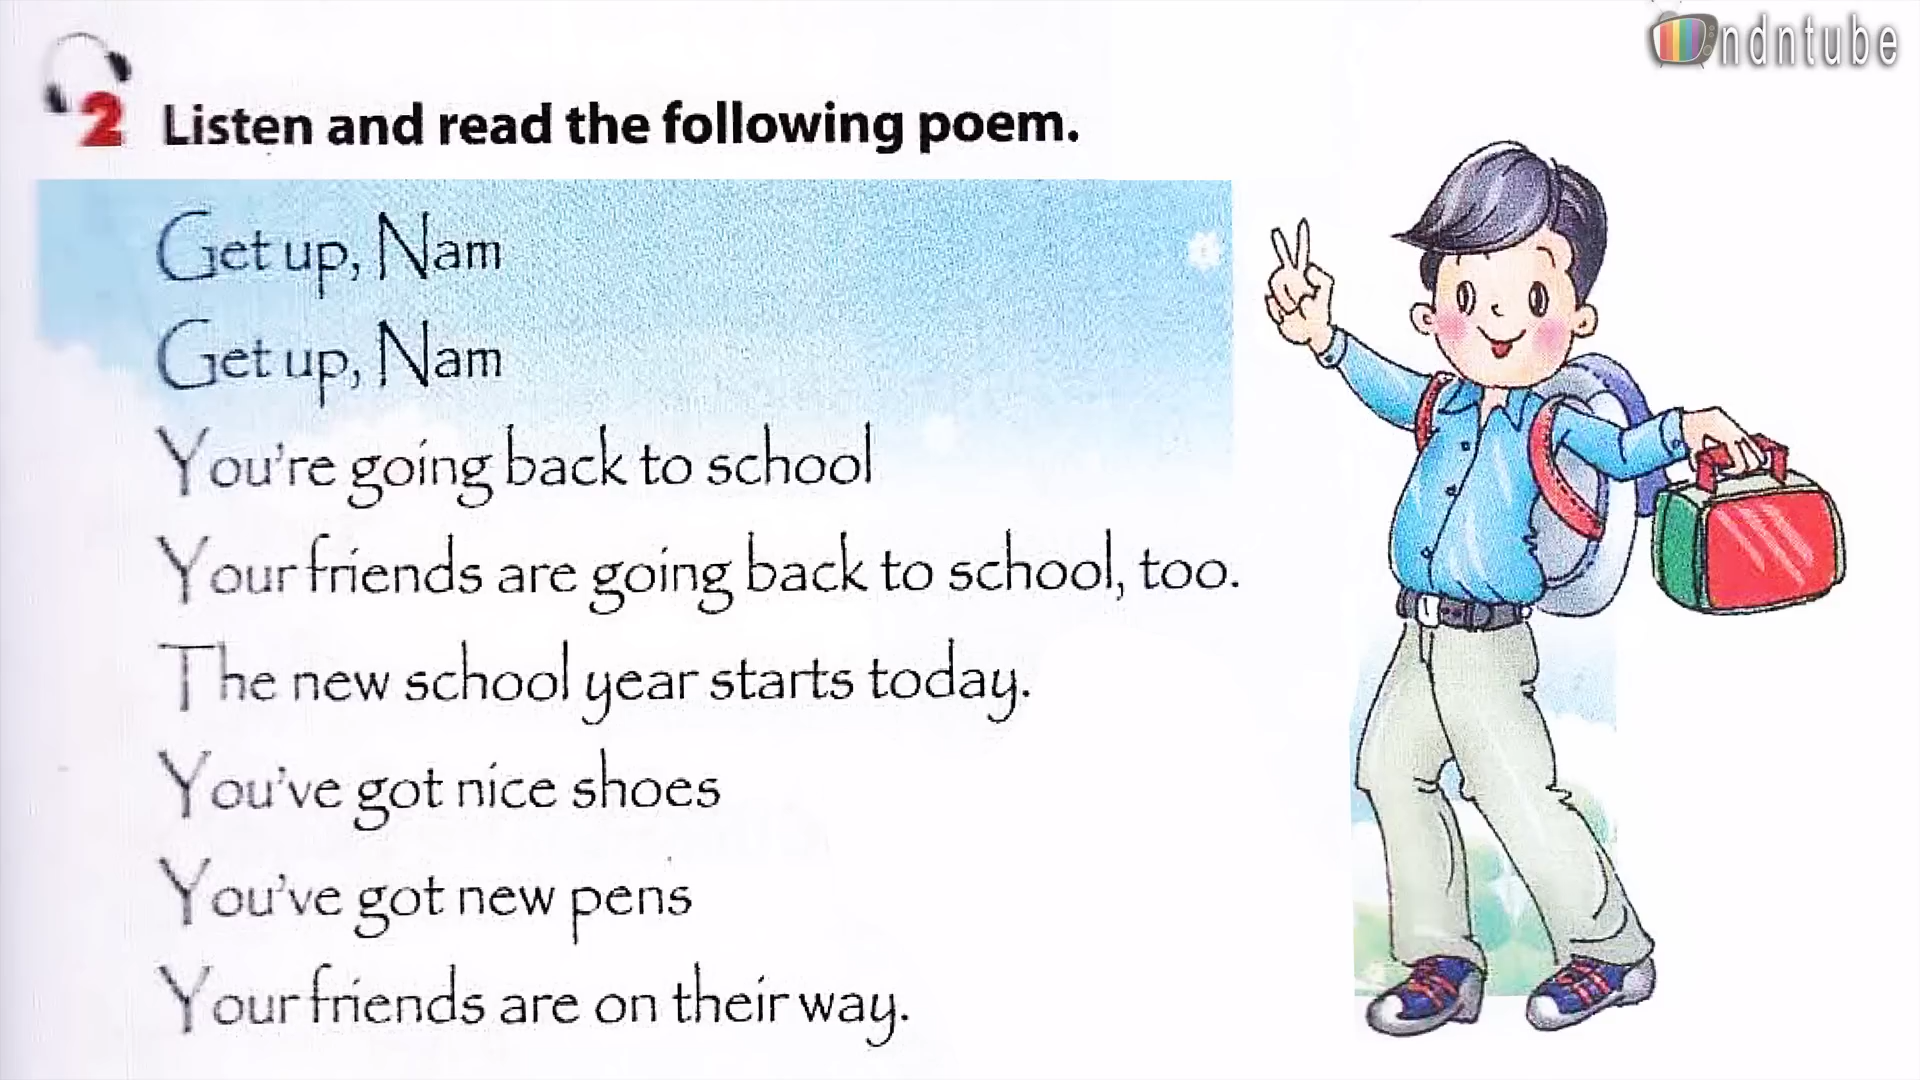 ndntube
2 Listen and read the following poem.
Get up, Nam
Get up, Nam
You're going back to school
Your friends are going back to school, too.
The new school year starts today.
You've got nice shoes
You've got new pens
Your friends are on their way.